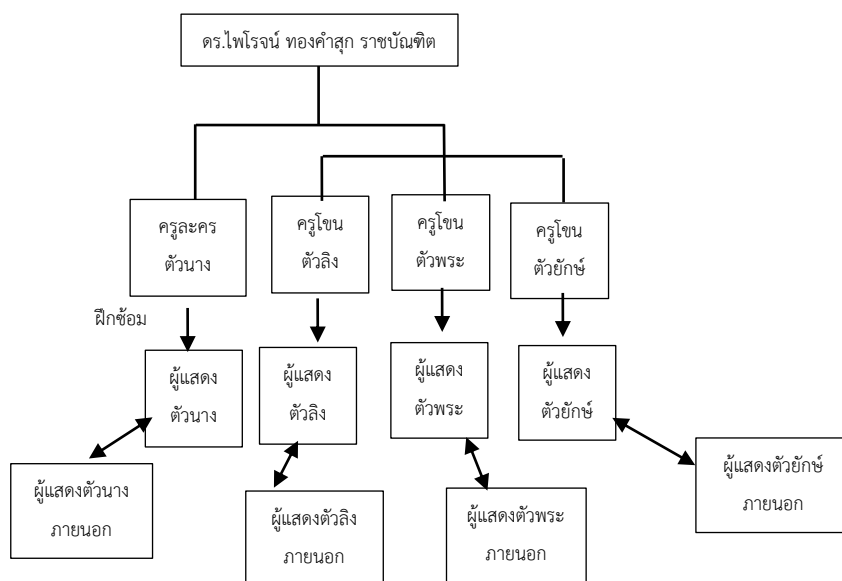 ดร.ไพโรจน์ ทองคำสุก ราชบัณฑิต
ครูละคร
ตัวนาง
ครูโขน
ตัวลิง
ครูโขน
ตัวพระ
ครูโขน
ตัวยักษ์
ฝึกซ้อม
ผู้แสดง
ตัวนาง
ผู้แสดง
ตัวลิง
ผู้แสดง
ตัวพระ
ผู้แสดง
ตัวยักษ์
ผู้แสดงตัวนาง
ภายนอก
ผู้แสดงตัวลิง
ภายนอก
ผู้แสดงตัวพระ
ภายนอก
ผู้แสดงตัวยักษ์
ภายนอก